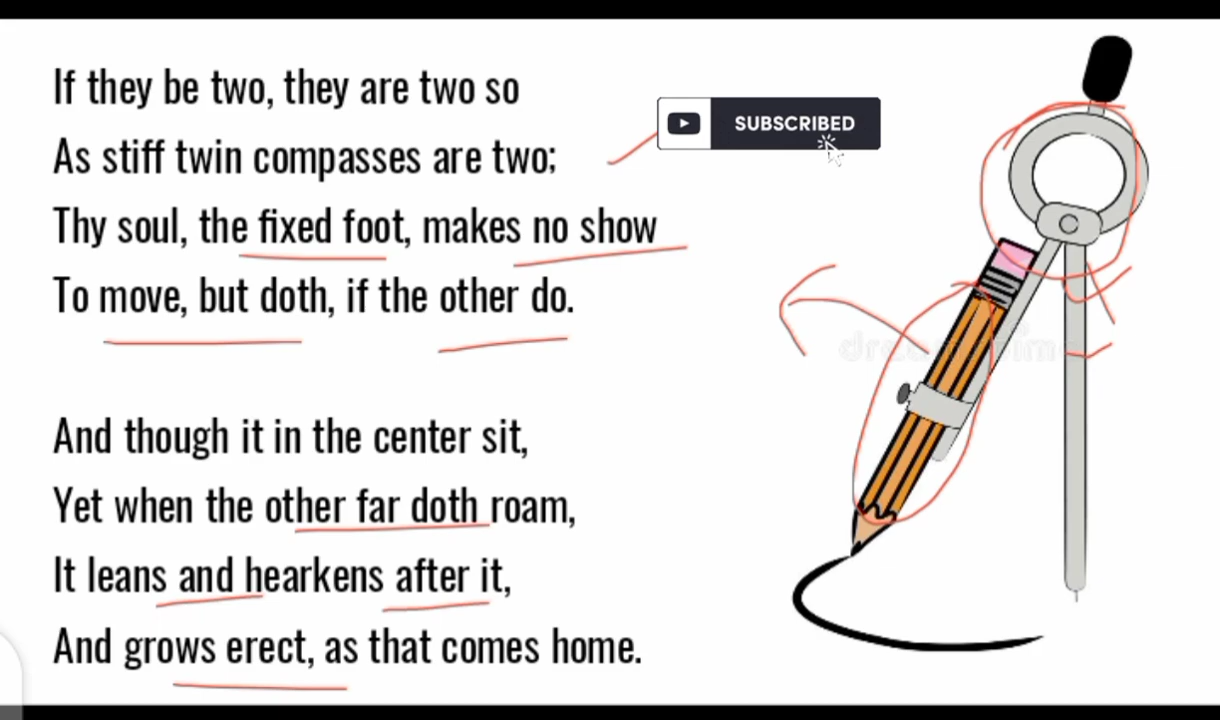 If they be two, they are two so
As stiff twin compasses are two;
SUBSCRIBED
Thy soul, the fixed foot, makes no show
To move, but doth, if the other do.
And though it in the center sit,
Yet when the other far doth roam,
It leans and hearkens after it,
And grows erect, as that comes home.